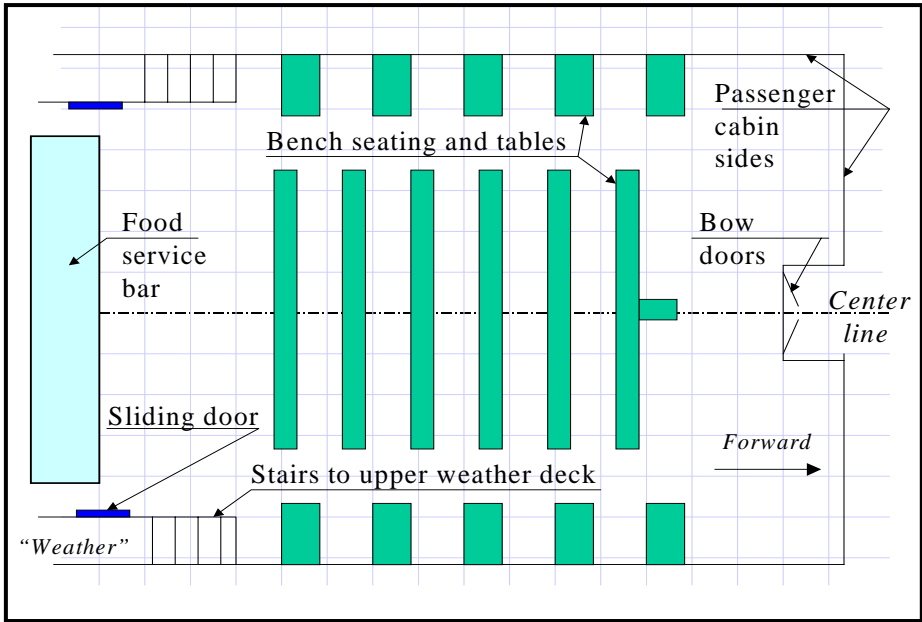 Passenger
cabin
sides
Bench seating and tables
Food
service
bar
Bow
doors
Center
line
Sliding door
Forward
Stairs to upper weather deck
“Weather”